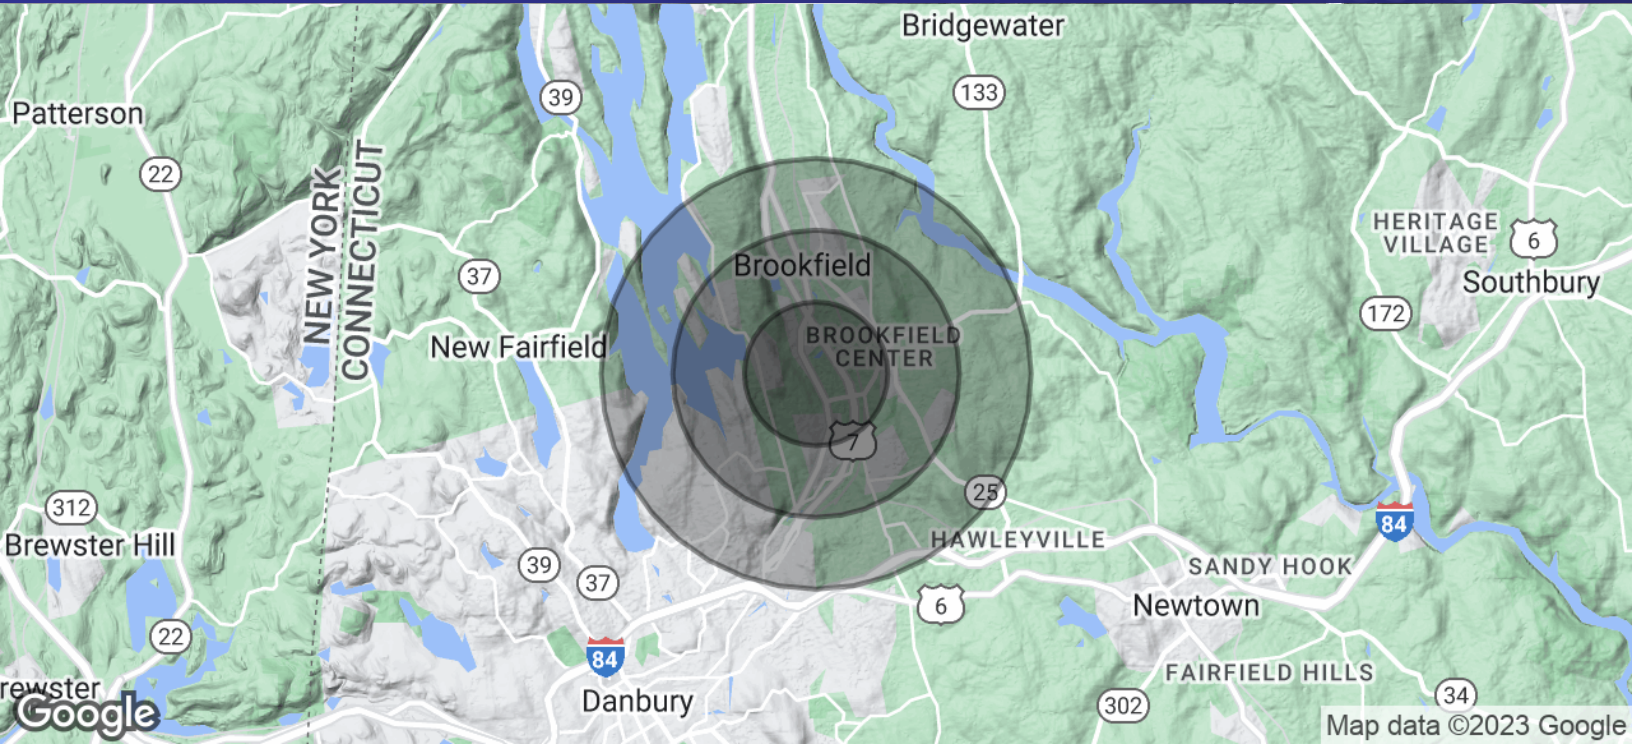 Bridgewater
39
133
Patterson
22
NEW YORK
CONNECTICUT
HERITAGE
VILLAGE
6
Brookfield
37
Southbury
172
BROOKFIELD
CENTER
New Fairfield
7
25
312
84
Brewster Hill
HAWLEYVILLE
39
37
SANDY HOOK
6
Newtown
22
84
FAIRFIELD HILLS
rewster
Danbury
34
302
Google
Map data ©2023 Google